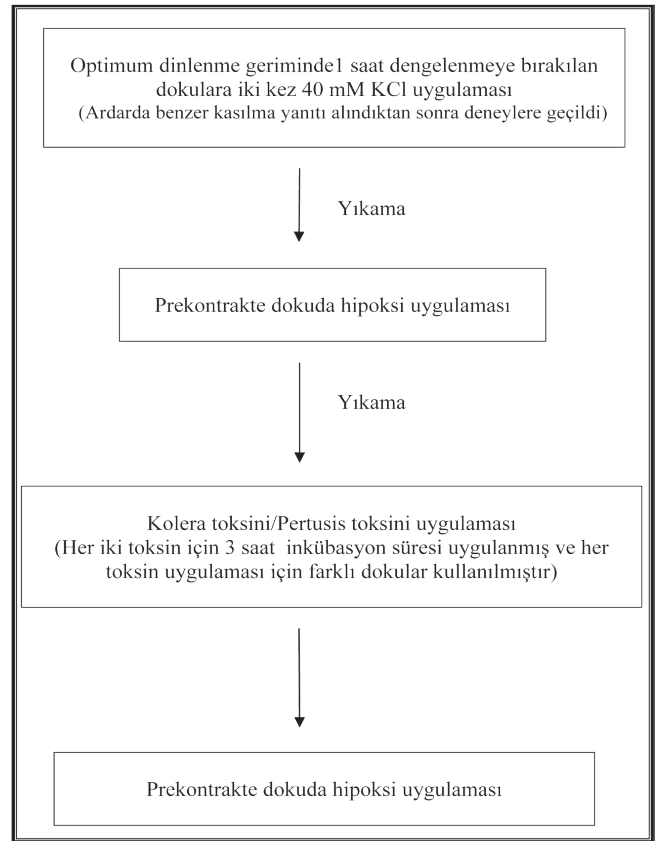 Optimum dinlenme geriminde1 saat dengelenmeye bırakılan
dokulara iki kez 40 mM KCl uygulaması
(Ardarda benzer kasılma yanıtı alındıktan sonra deneylere geçildi)
Yıkama
Prekontrakte dokuda hipoksi uygulaması
Yıkama
Kolera toksini/Pertusis toksini uygulaması
(Her iki toksin için 3 saat inkübasyon süresi uygulanmış ve her
toksin uygulaması için farklı dokular kullanılmıştır)
Prekontrakte dokuda hipoksi uygulaması